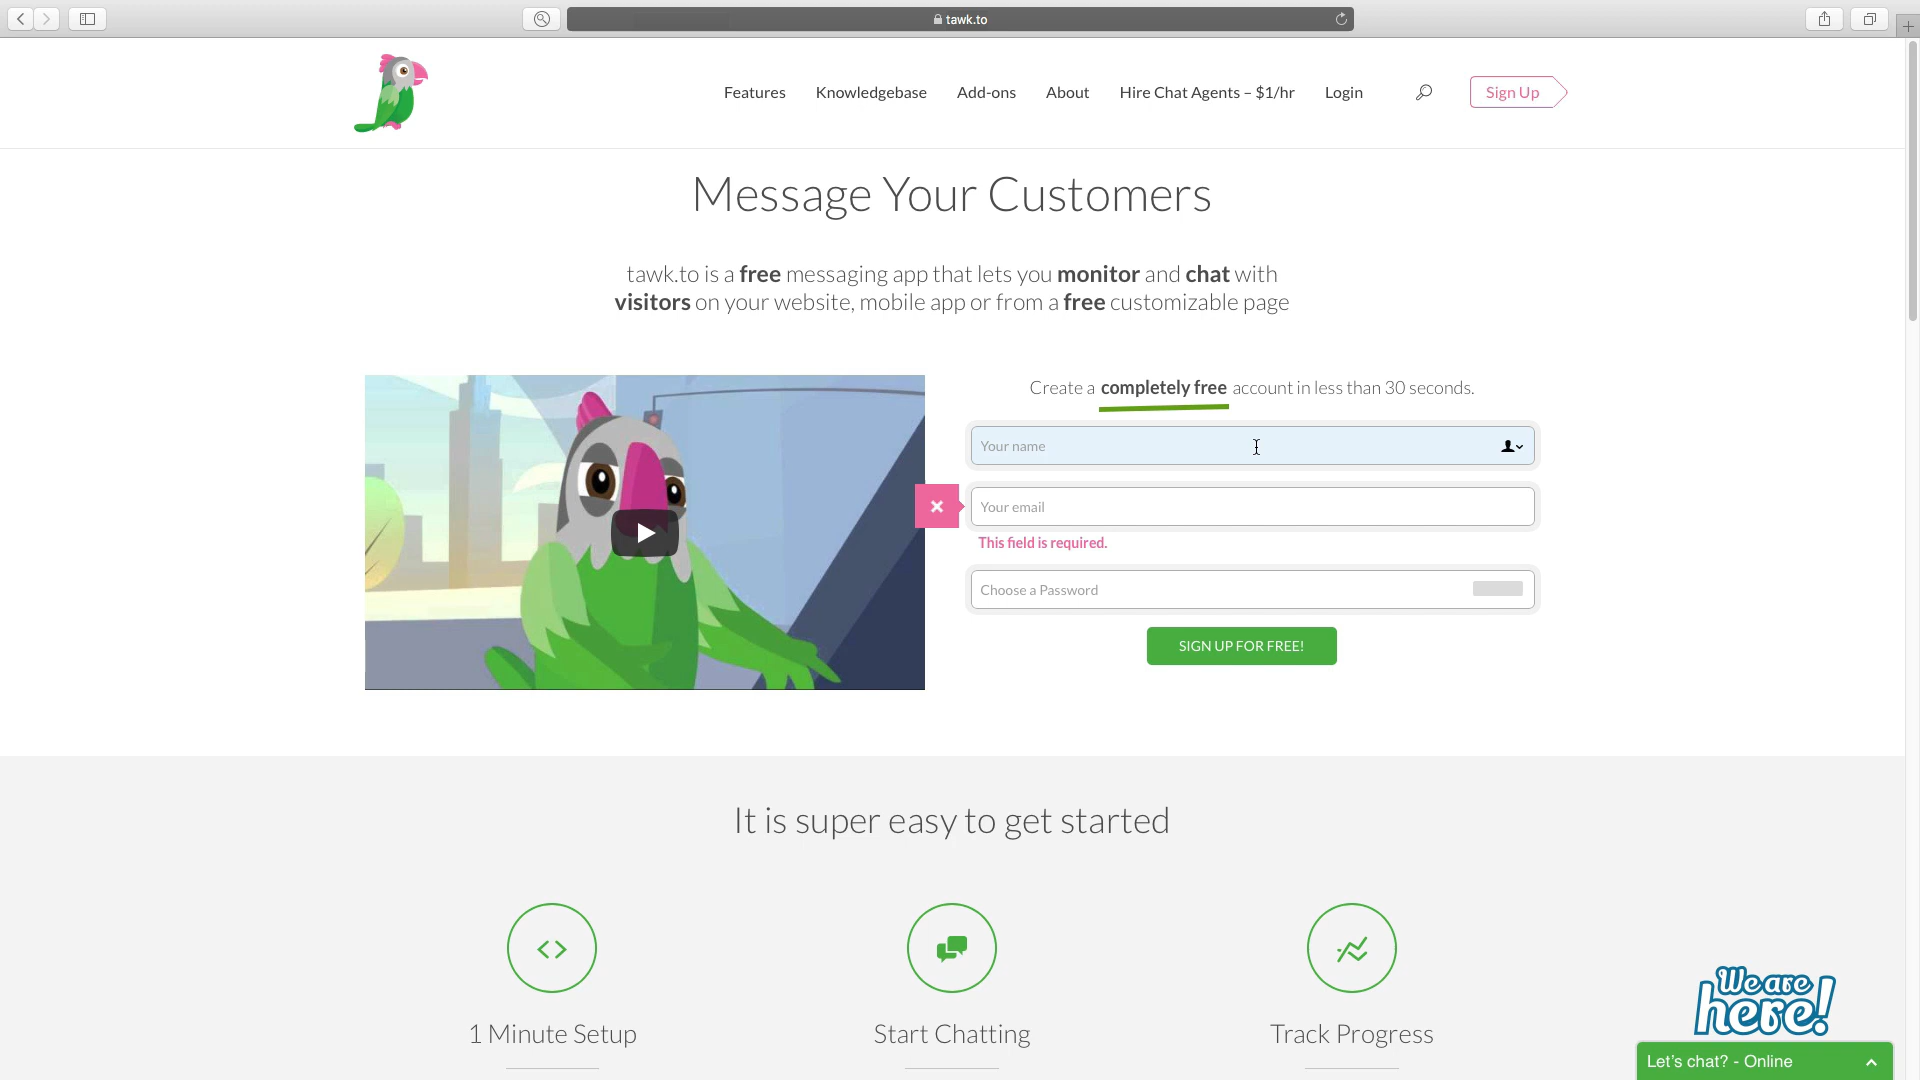 tawk.to
Features Knowledgebase Add-ons About Hire Chat Agents – $1/hr Login Sign Up
Message Your Customers
tawk.to is a free messaging app that lets you monitor and chat with
visitors on your website, mobile app or from a free customizable page
Create a completely free account in less than 30 seconds.
Your name
Your email
This field is required.
Choose a Password
SIGN UP FOR FREE!
It is super easy to get started
1 Minute Setup
Start Chatting
Track Progress
We are
here!
Let's chat? - Online